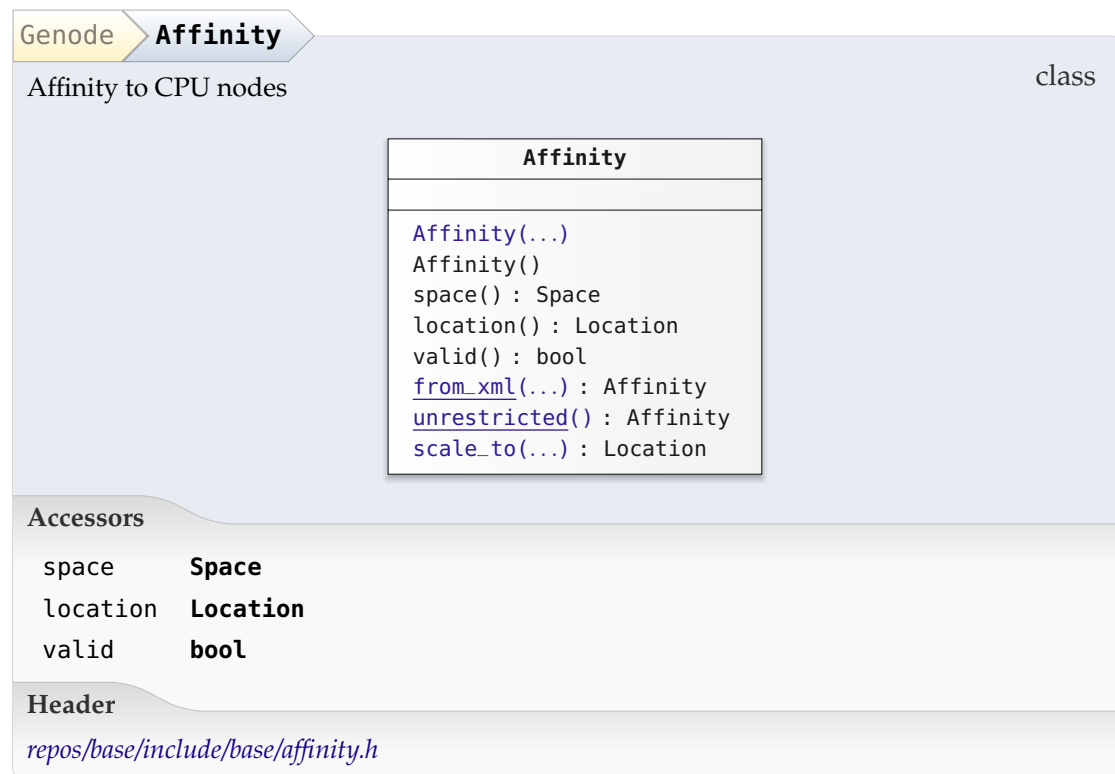 Genode Affinity
Affinity to CPU nodes
class
Affinity
Affinity(...)
Affinity()
space() : Space
location() : Location
valid() : bool
from_xml(...) : Affinity
unrestricted() : Affinity
scale_to(...) : Location
Accessors
space Space
location Location
valid bool
Header
repos/base/include/base/affinity.h